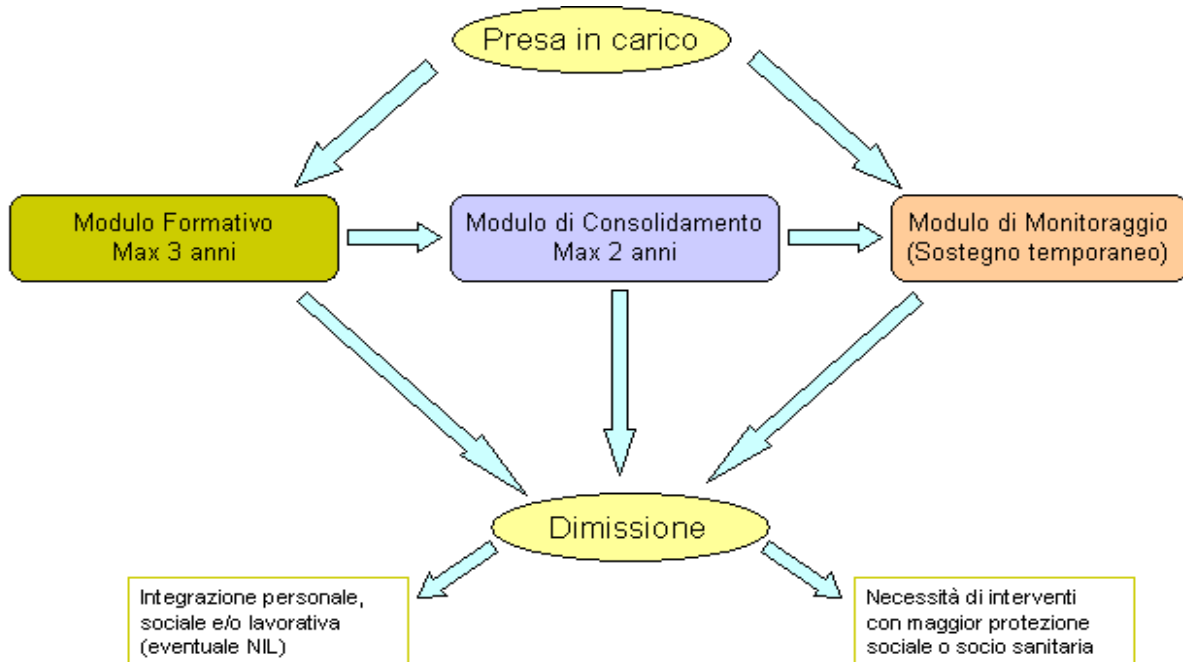 Presa in carico
Modulo Formativo
Max 3 anni
Modulo di Consolidamento
Max 2 anni
Modulo di Monitoraggio
(Sostegno temporaneo)
Dimissione
Integrazione personale,
sociale e/o lavorativa
(eventuale NIL)
Necessità di interventi
con maggior protezione
sociale o socio sanitaria